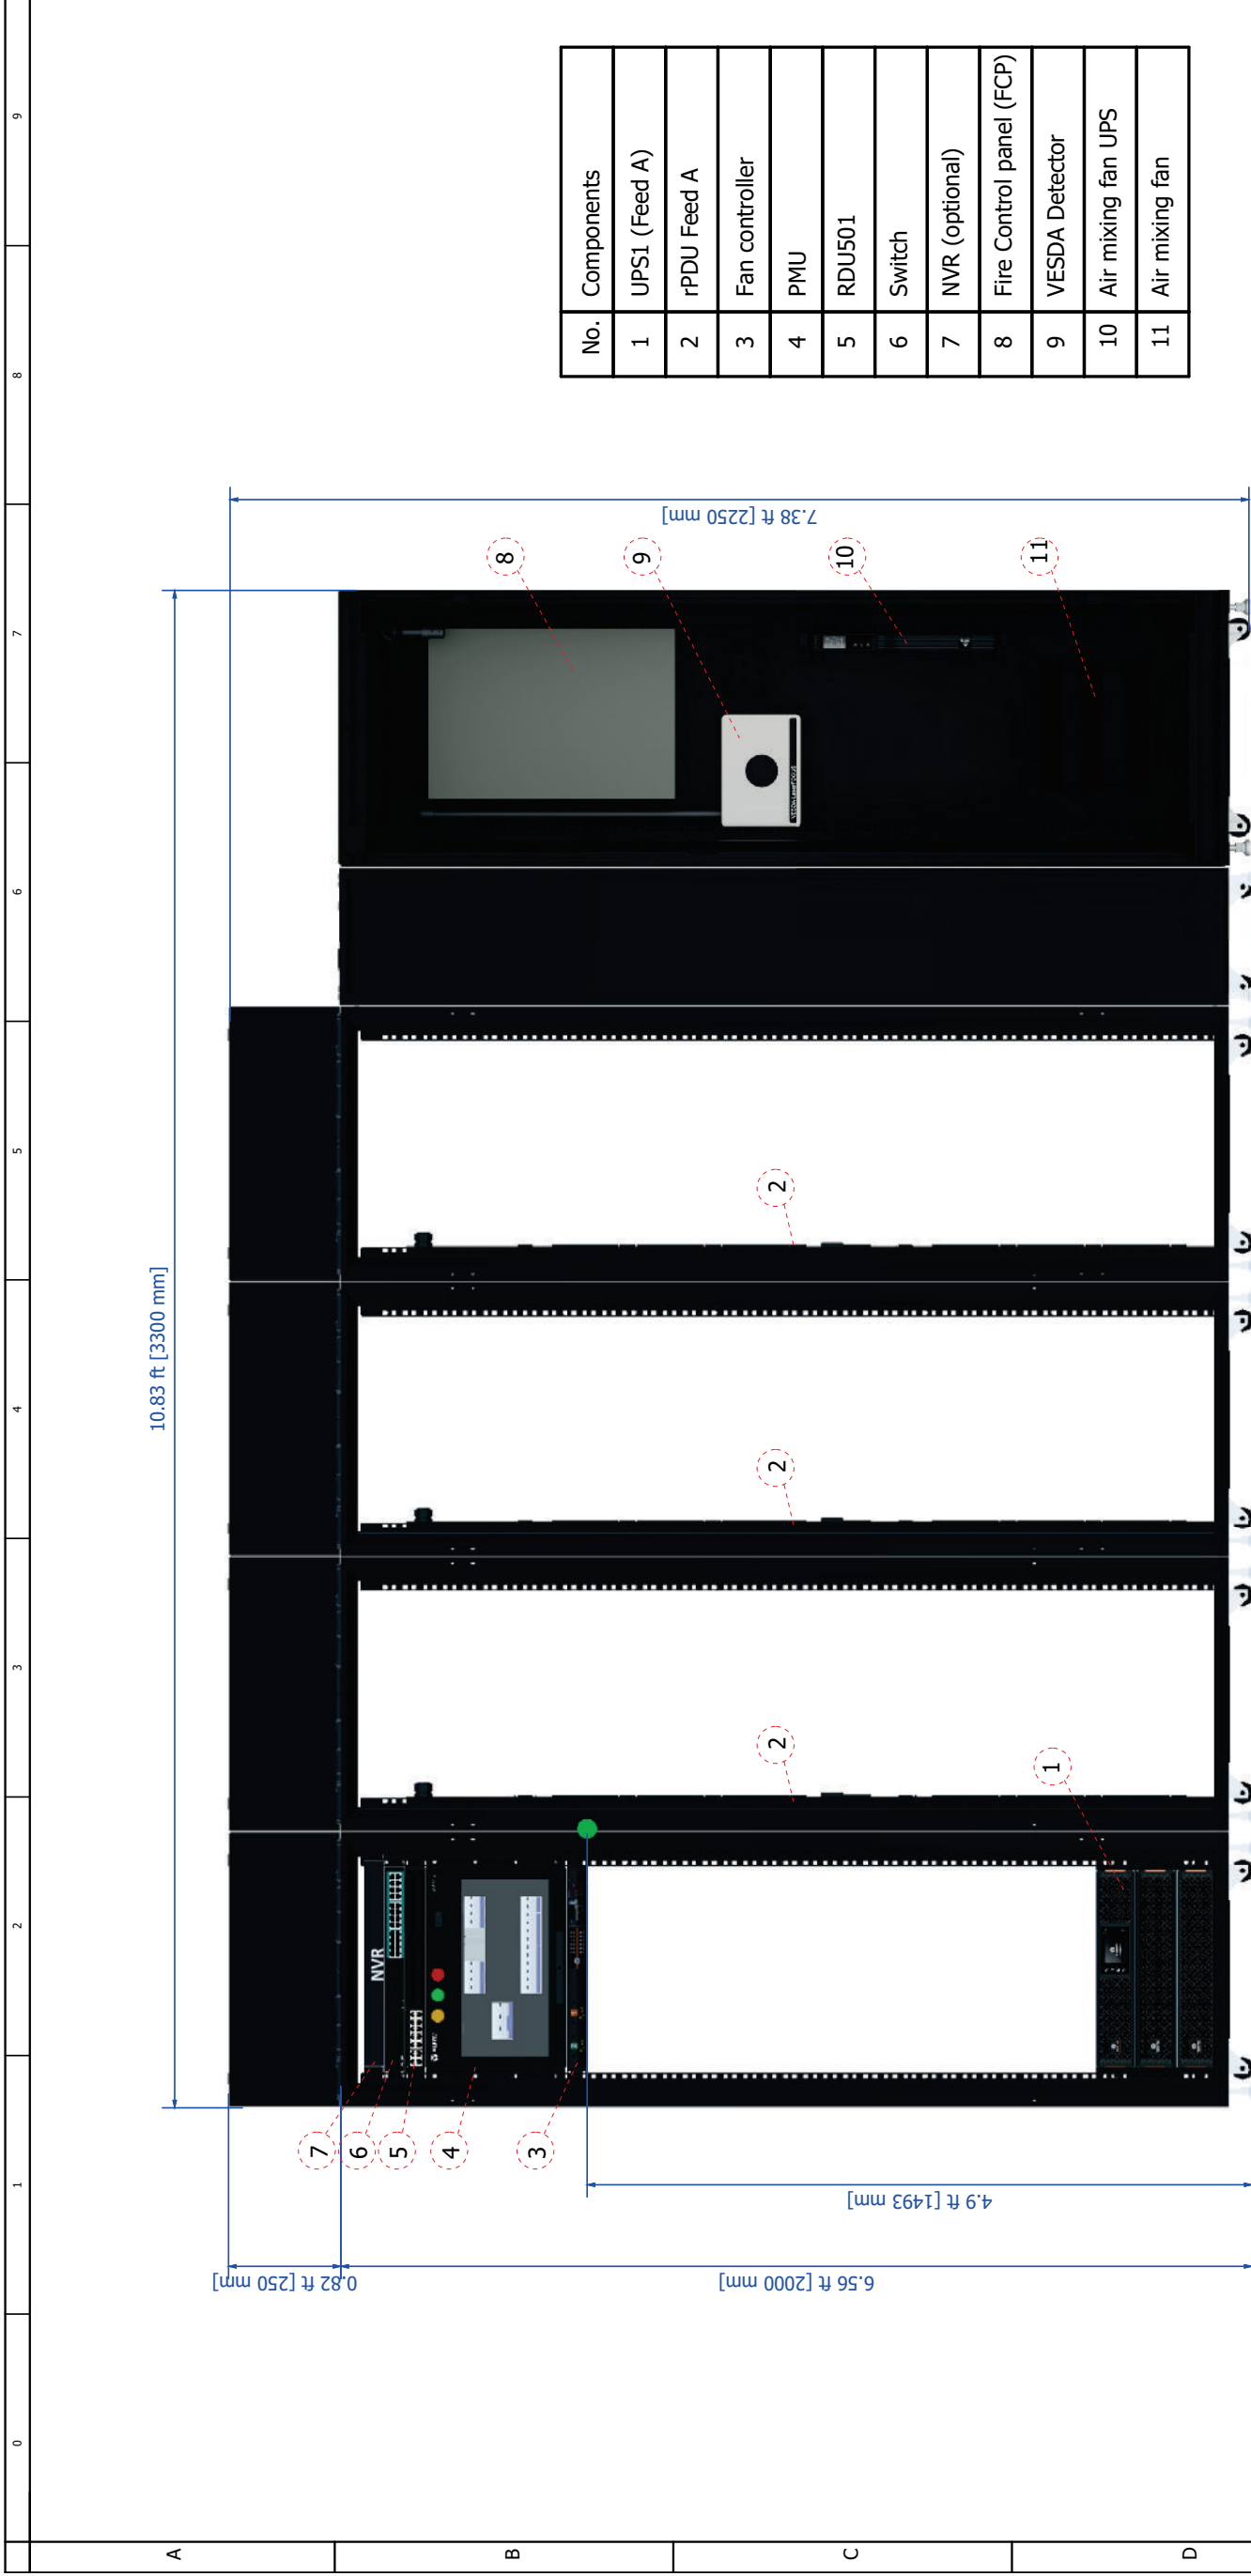 0 1 2 3 4 5 6 7 8 9
A
B
C
D
10.83 ft [3300 mm]
0.82 ft [250 mm]
6.56 ft [2000 mm]
4.9 ft [1493 mm]
7.38 ft [2250 mm]
7
6
5
4
3
NVR
1
2
2
2
8
9
10
11
No. Components
1 UPS1 (Feed A)
2 rPDU Feed A
3 Fan controller
4 PMU
5 RDU501
6 Switch
7 NVR (optional)
8 Fire Control panel (FCP)
9 VESDA Detector
10 Air mixing fan UPS
11 Air mixing fan